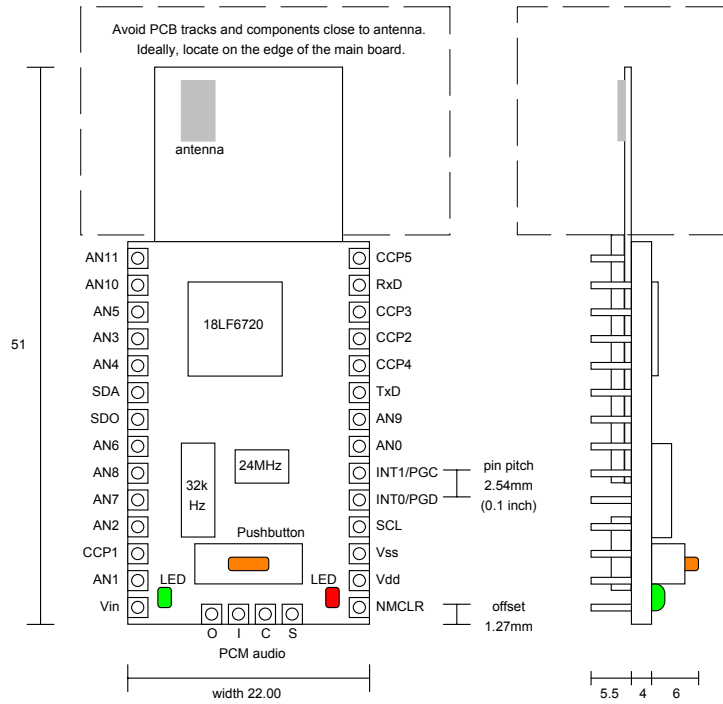 Avoid PCB tracks and components close to antenna.
Ideally, locate on the edge of the main board.
antenna
AN11
CCP5
AN10
RxD
AN5
CCP3
18LF6720
AN3
CCP2
51
AN4
CCP4
SDA
TxD
SDO
AN9
AN6
AN0
AN8
32k
Hz
24MHz
INT1/PGC
pin pitch
2.54mm
(0.1 inch)
AN7
INT0/PGD
AN2
SCL
Pushbutton
CCP1
Vss
AN1
LED
LED
Vdd
Vin
NMCLR
offset
1.27mm
O I C S
PCM audio
width 22.00
5.5 4 6